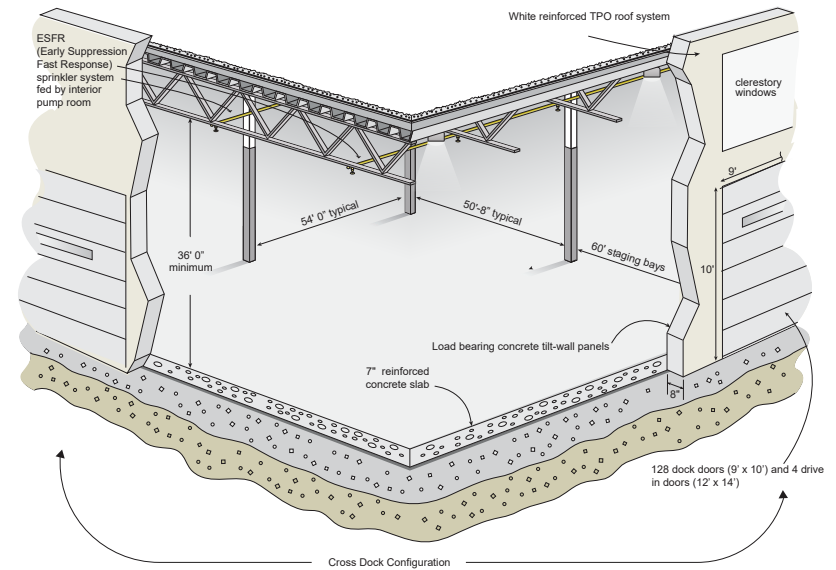 White reinforced TPO roof system
ESFR
(Early Suppression
Fast Response)
sprinkler system
fed by interior
pump room
clerestory
windows
9'
54' 0" typical
50'-8" typical
36' 0"
minimum
60' staging bays
10'
Load bearing concrete tilt-wall panels
7" reinforced
concrete slab
8"
128 dock doors (9' x 10') and 4 drive
in doors (12' x 14')
Cross Dock Configuration